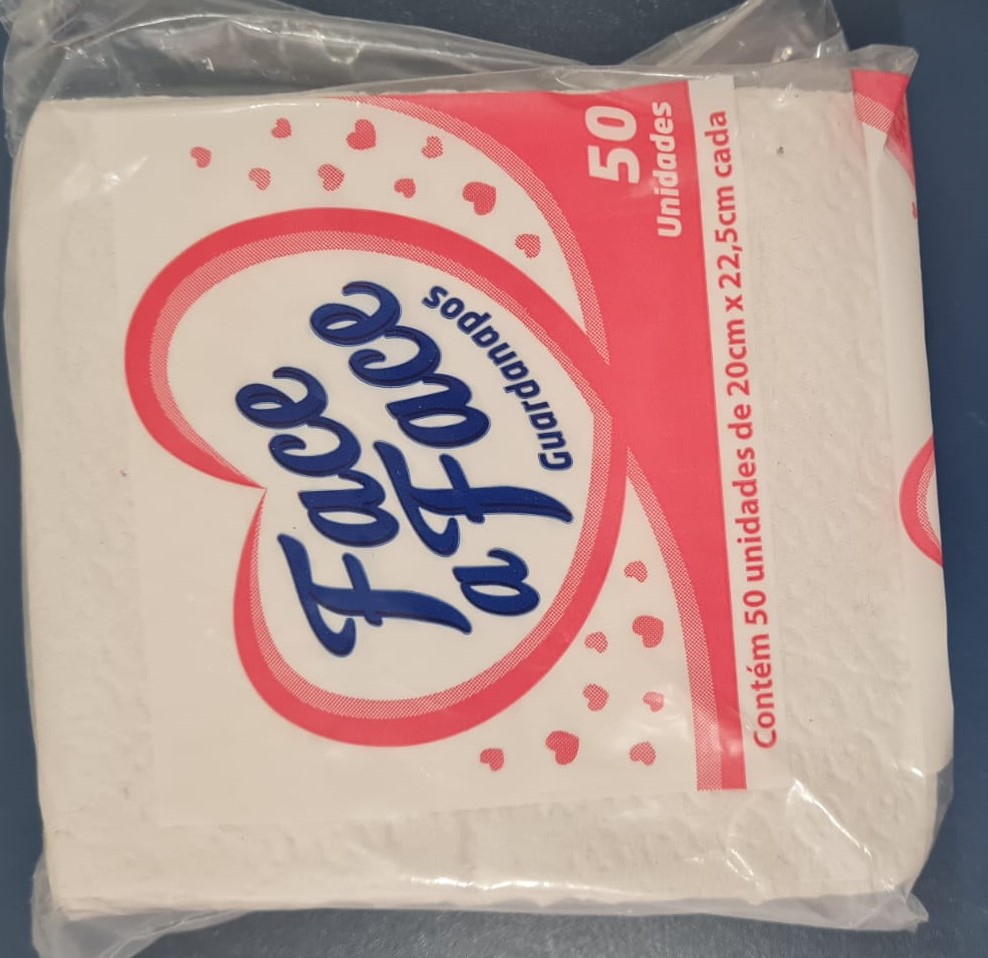 Face
a Face
Guardanapos
50
Unidades
Contém 50 unidades de 20cm x 22,5cm cada